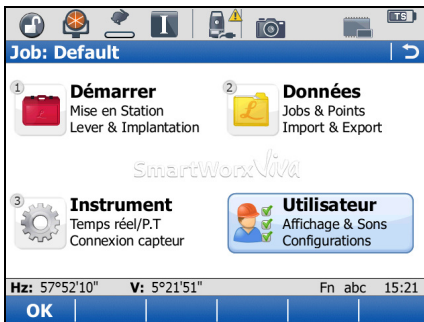 TS
Job: Default
1 Démarrer
Mise en Station
Lever & Implantation
2 Données
Jobs & Points
Import & Export
SmartWorx Viva
3 Instrument
Temps réel/P.T
Connexion capteur
Utilisateur
Affichage & Sons
Configurations
Hz: 57°52'10" V: 5°21'51" Fn abc 15:21
OK